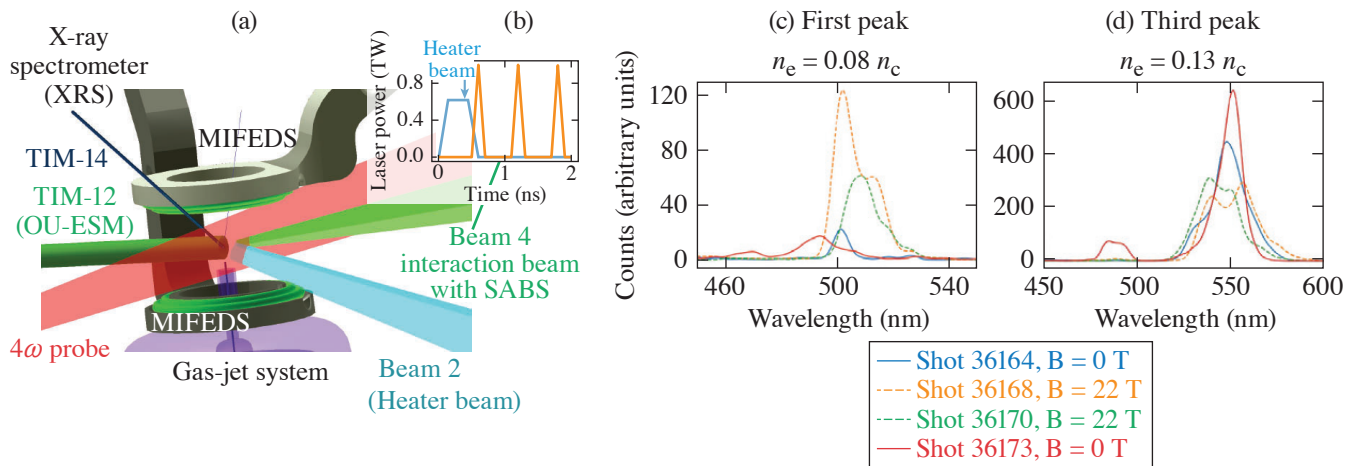 (a)
X-ray
spectrometer
(XRS)
MIFEDS
TIM-14
TIM-12
(OU-ESM)
MIFEDS
4ω probe
Gas-jet system
Beam 2
(Heater beam)
Beam 4
interaction beam
with SABS
(b)
Heater
beam
Laser power (TW)
0.8
0.4
0.0
0 1 2
Time (ns)
(c) First peak
nₑ = 0.08 n꜀
Counts (arbitrary units)
120
80
40
0
460 500 540
Wavelength (nm)
(d) Third peak
nₑ = 0.13 n꜀
600
400
200
0
450 500 550 600
Wavelength (nm)
Shot 36164, B = 0 T
Shot 36168, B = 22 T
Shot 36170, B = 22 T
Shot 36173, B = 0 T